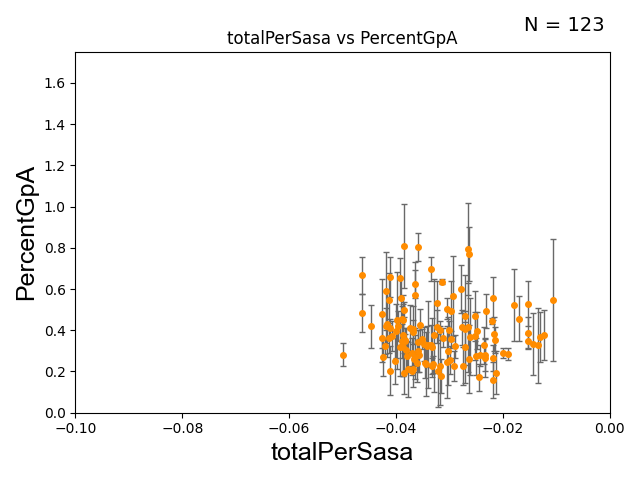 N = 123
totalPerSasa vs PercentGpA
PercentGpA
1.6
1.4
1.2
1.0
0.8
0.6
0.4
0.2
0.0
−0.10 −0.08 −0.06 −0.04 −0.02 0.00
totalPerSasa